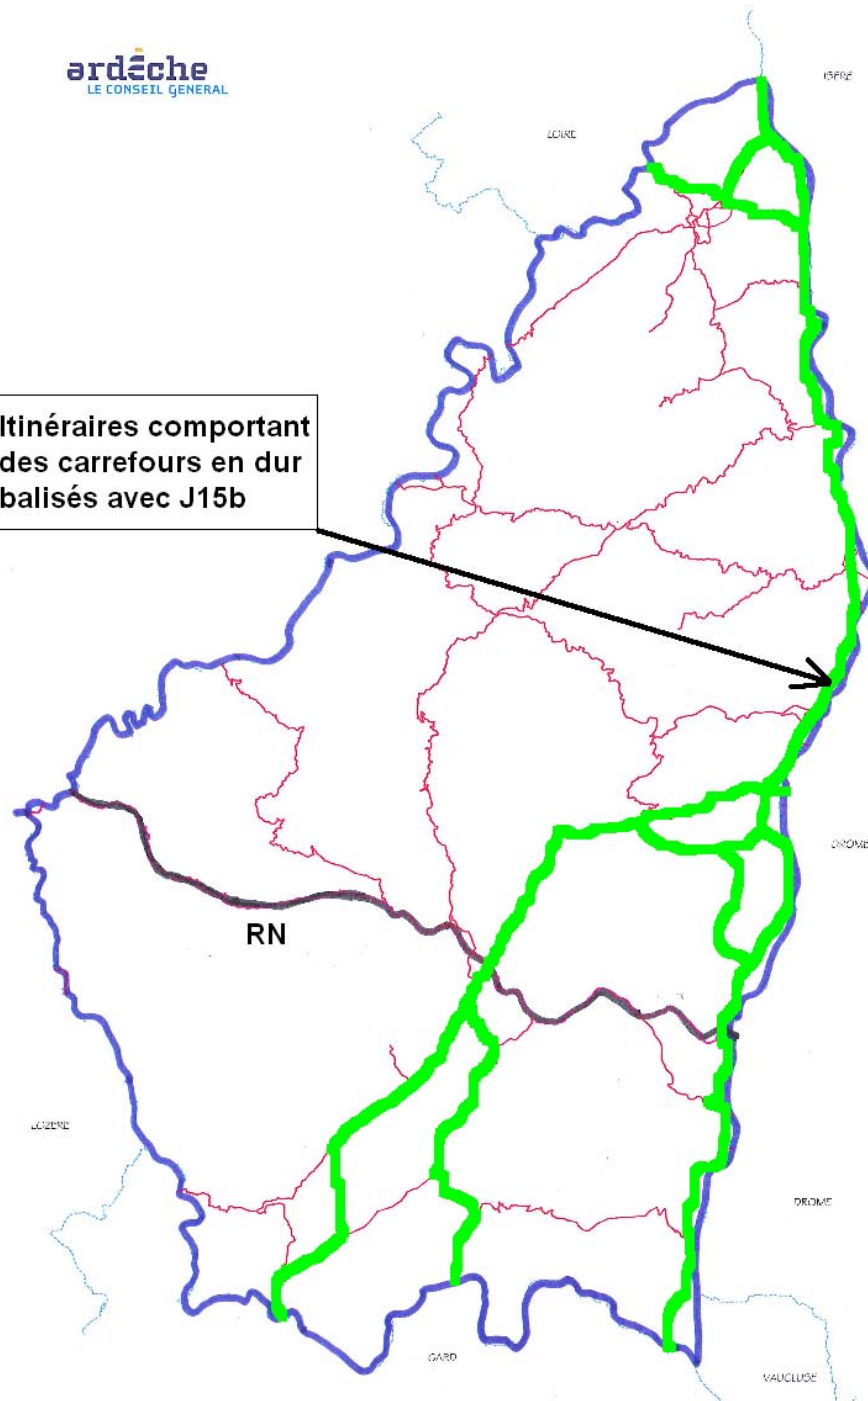 ardèche
LE CONSEIL GENERAL
ISERE
LOIRE
Itinéraires comportant
des carrefours en dur
balisés avec J15b
DROME
RN
LOZERE
DROME
GARD
VAUCLUSE